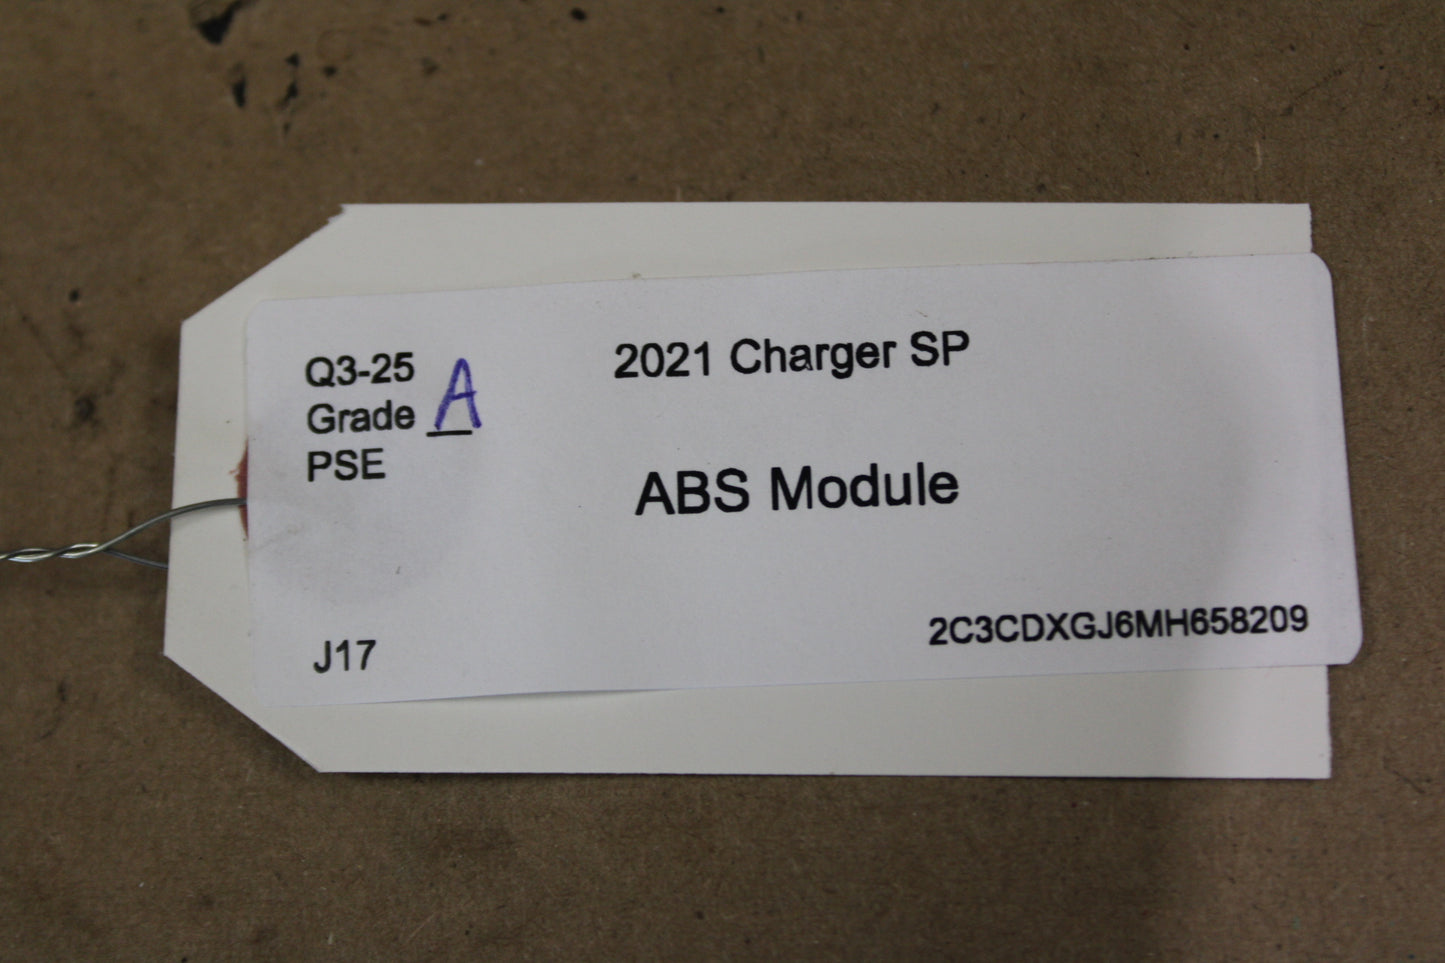 Q3-25
Grade A
PSE
2021 Charger SP
ABS Module
J17
2C3CDXGJ6MH658209